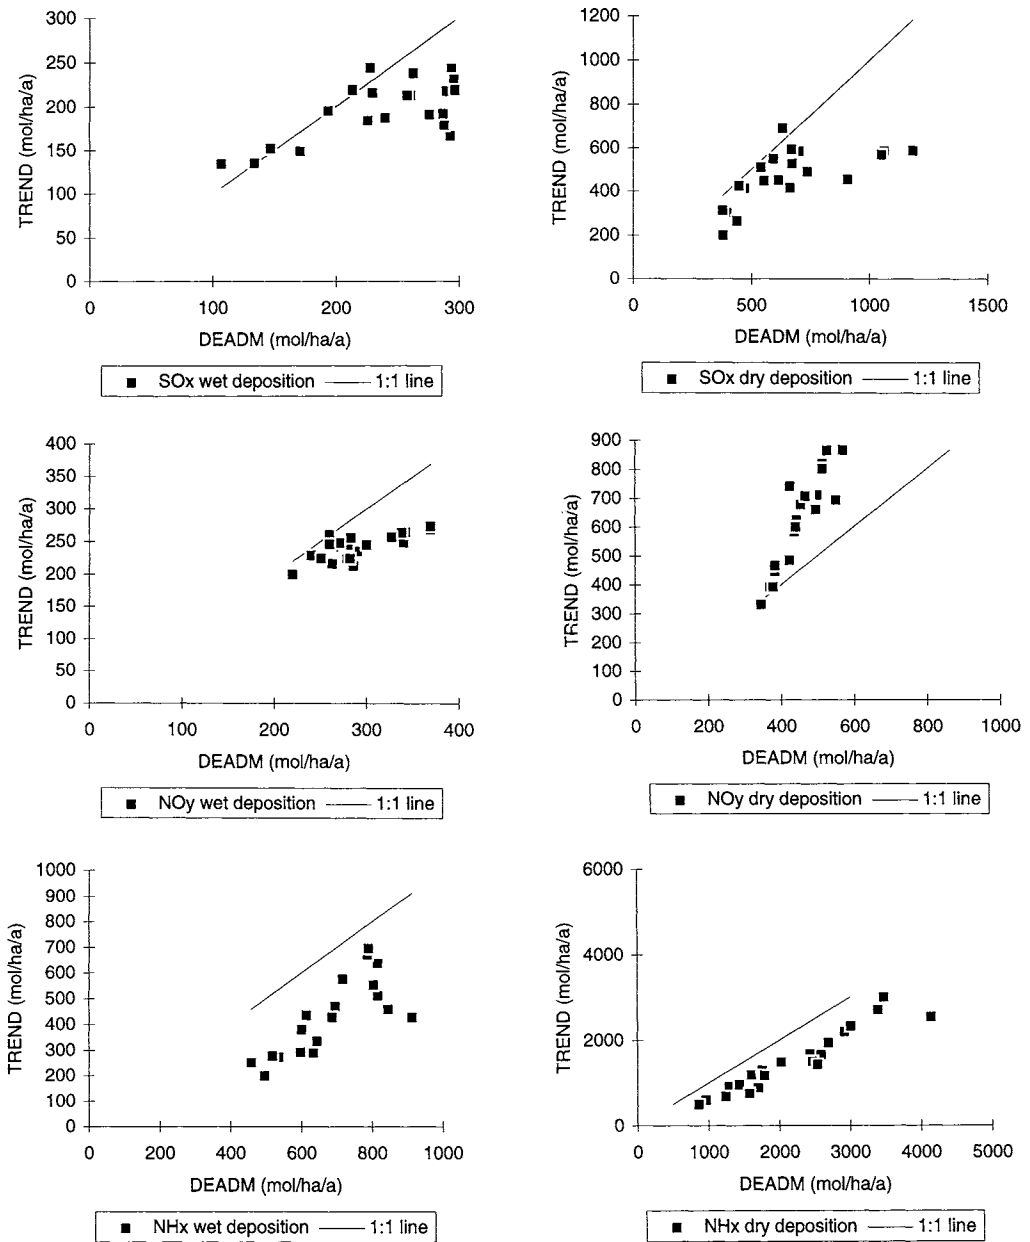 300
250
200
150
100
50
0
TREND (mol/ha/a)
0 100 200 300
DEADM (mol/ha/a)
SOx wet deposition 1:1 line
1200
1000
800
600
400
200
0
TREND (mol/ha/a)
0 500 1000 1500
DEADM (mol/ha/a)
SOx dry deposition 1:1 line
400
350
300
250
200
150
100
50
0
TREND (mol/ha/a)
0 100 200 300 400
DEADM (mol/ha/a)
NOy wet deposition 1:1 line
900
800
700
600
500
400
300
200
100
0
TREND (mol/ha/a)
0 200 400 600 800 1000
DEADM (mol/ha/a)
NOy dry deposition 1:1 line
1000
900
800
700
600
500
400
300
200
100
0
TREND (mol/ha/a)
0 200 400 600 800 1000
DEADM (mol/ha/a)
NHx wet deposition 1:1 line
6000
4000
2000
0
TREND (mol/ha/a)
0 1000 2000 3000 4000 5000
DEADM (mol/ha/a)
NHx dry deposition 1:1 line